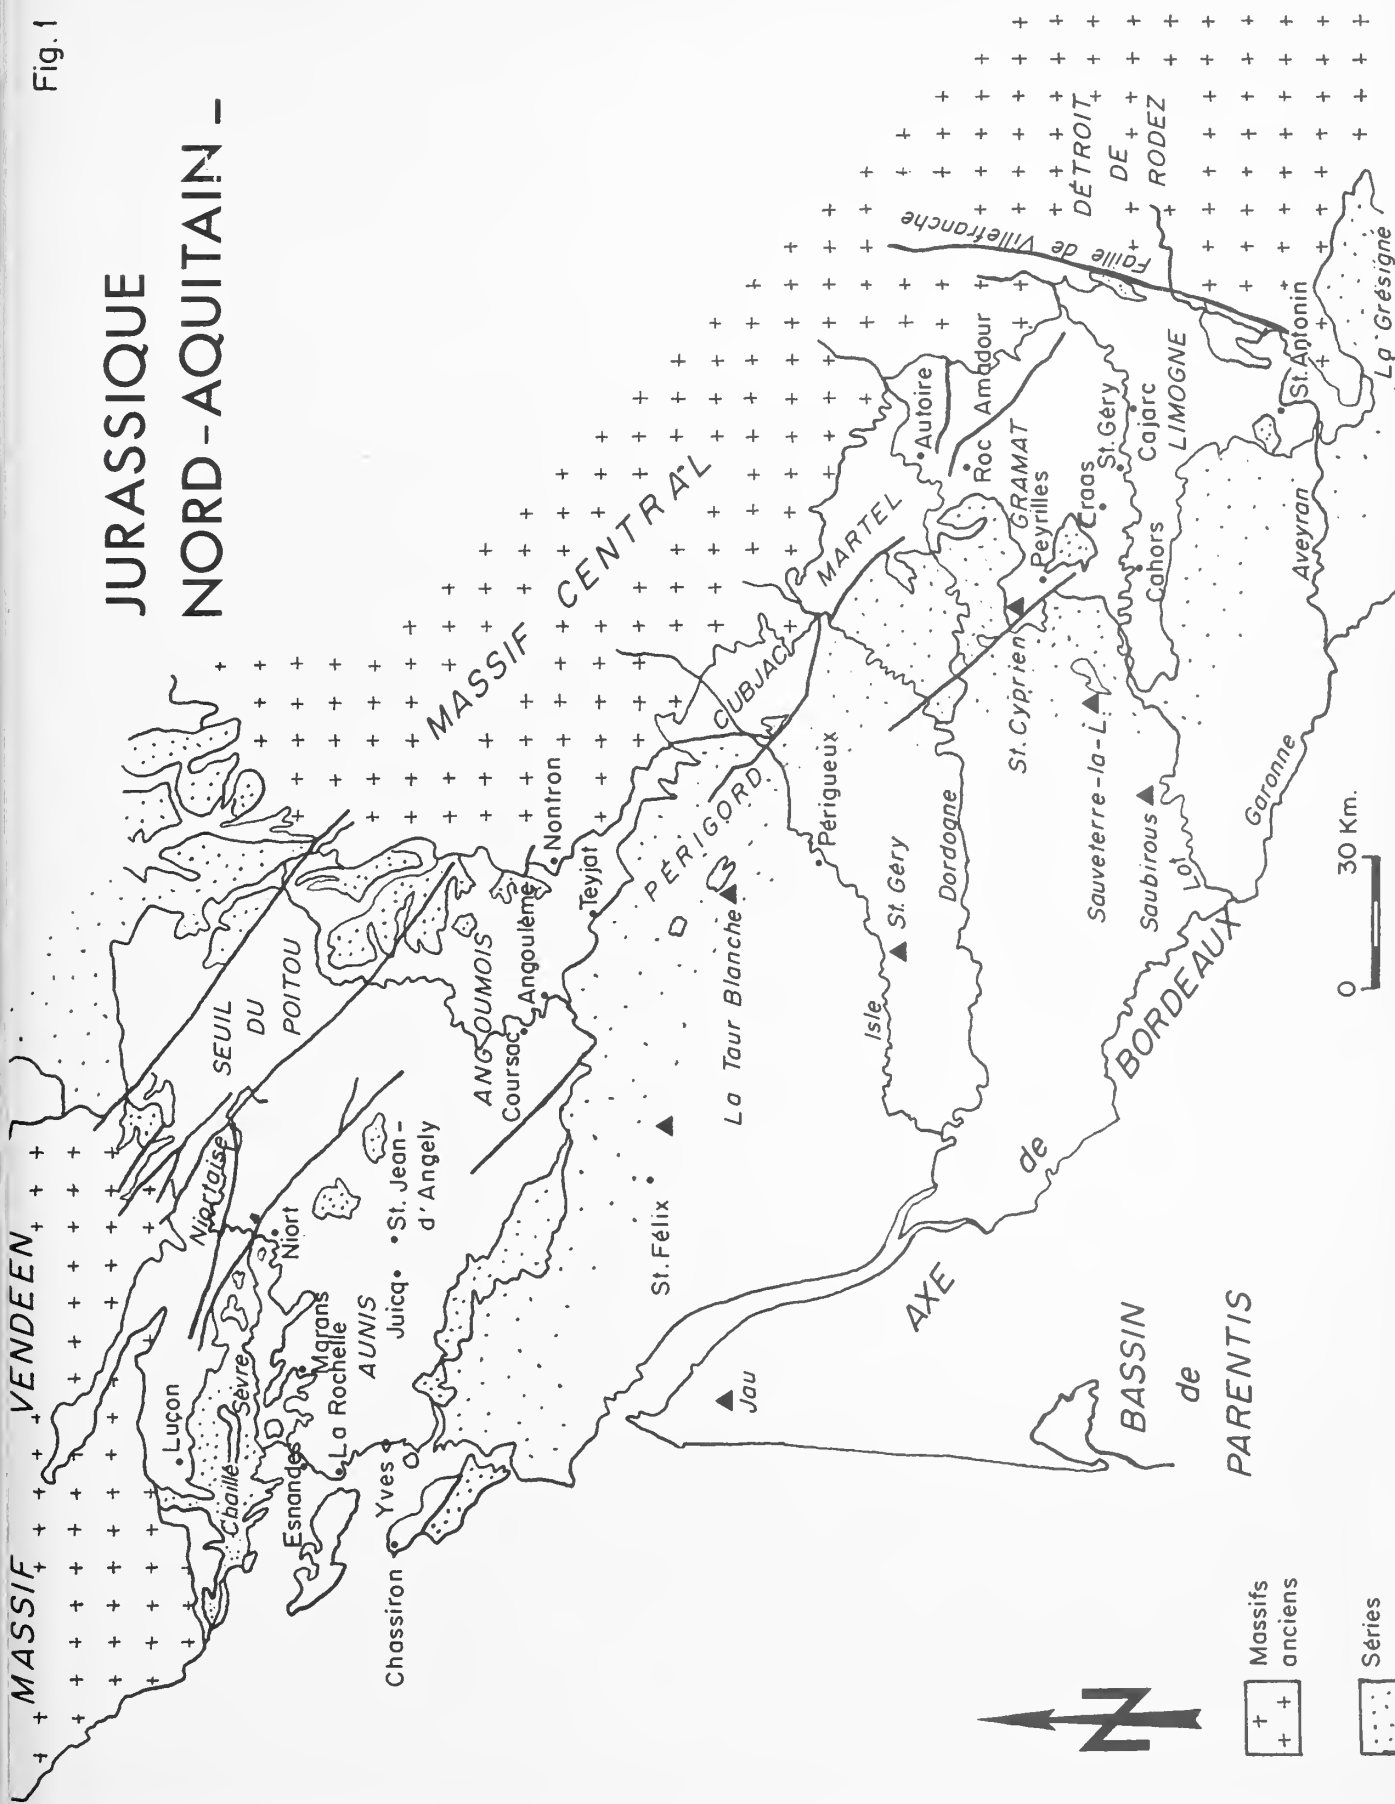 Fig. 1
JURASSIQUE
NORD-AQUITAIN -
MASSIF VENDEEN
MASSIF CENTRAL
SEUIL
DU
POITOU
Luçon
Chaillé
Sèvre
Niortaise
Niort
Marans
Esnandes
La Rochelle
AUNIS
Yves
Chassiron
Juicq
St. Jean-
d'Angely
ANGOUMOIS
Coursac
Angoulême
Nontron
Teyjat
PÉRIGORD
CUBJAC
MARTEL
Périgueux
La Tour Blanche
St. Félix
Jau
Isle
St. Géry
Dordogne
St. Cyprien
Sauveterre-la-L.
Saubirous
Lot
Garonne
Aveyran
Autoire
Roc Amadour
GRAMAT
Peyrilles
Craas
St. Géry
Cajarc
Cahors
LIMOGNE
St. Antonin
La Grésigne
Faille de Villefranche
DÉTROIT
DE
RODEZ
AXE de BORDEAUX
BASSIN
de
PARENTIS
N
0 30 Km.
Massifs
anciens
Séries